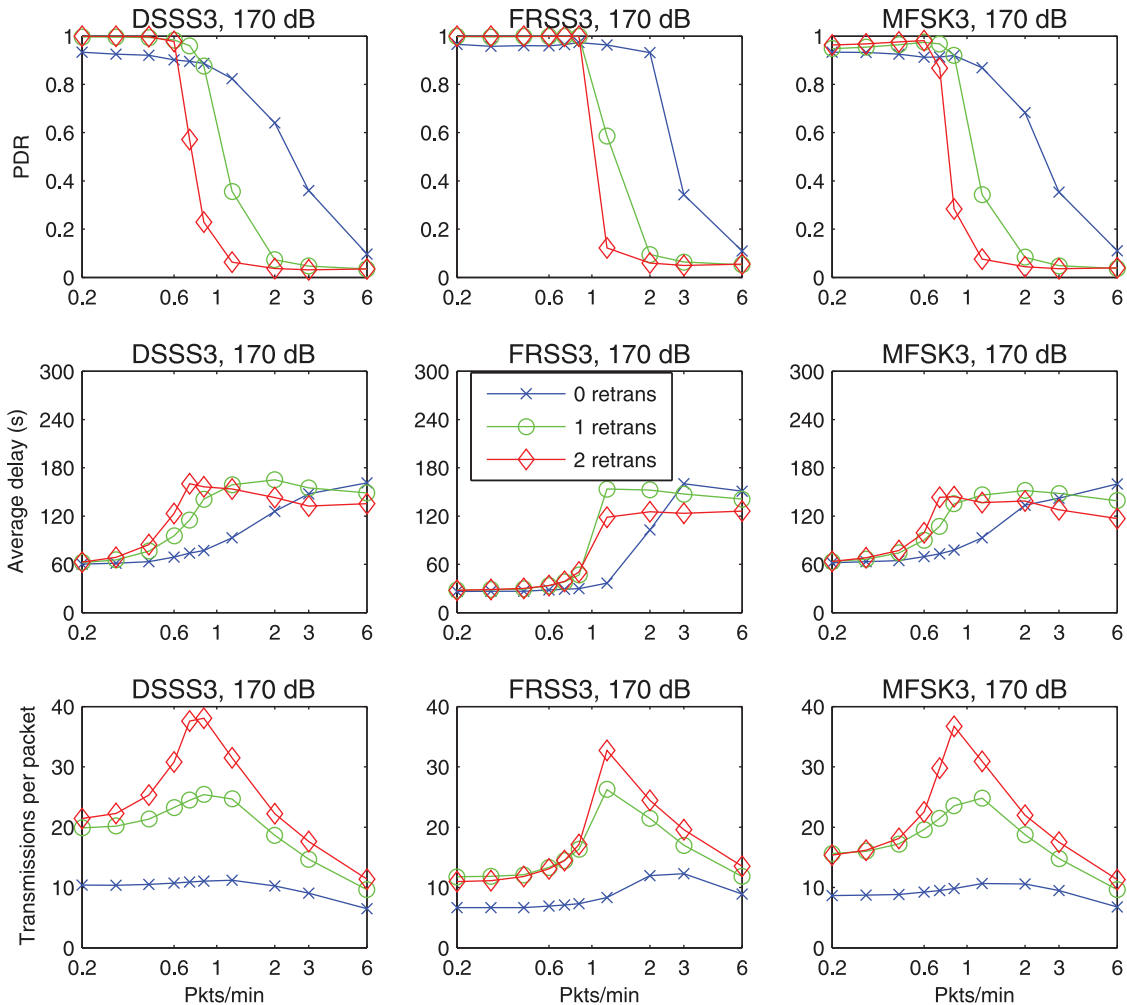 DSSS3, 170 dB
FRSS3, 170 dB
MFSK3, 170 dB
PDR
1
0.8
0.6
0.4
0.2
0
0.2 0.6 1 2 3 6
1
0.8
0.6
0.4
0.2
0
0.2 0.6 1 2 3 6
1
0.8
0.6
0.4
0.2
0
0.2 0.6 1 2 3 6
DSSS3, 170 dB
FRSS3, 170 dB
MFSK3, 170 dB
Average delay (s)
300
240
180
120
60
0
0.2 0.6 1 2 3 6
300
240
180
120
60
0
0 retrans
1 retrans
2 retrans
0.2 0.6 1 2 3 6
300
240
180
120
60
0
0.2 0.6 1 2 3 6
DSSS3, 170 dB
FRSS3, 170 dB
MFSK3, 170 dB
Transmissions per packet
40
30
20
10
0
0.2 0.6 1 2 3 6
Pkts/min
40
30
20
10
0
0.2 0.6 1 2 3 6
Pkts/min
40
30
20
10
0
0.2 0.6 1 2 3 6
Pkts/min